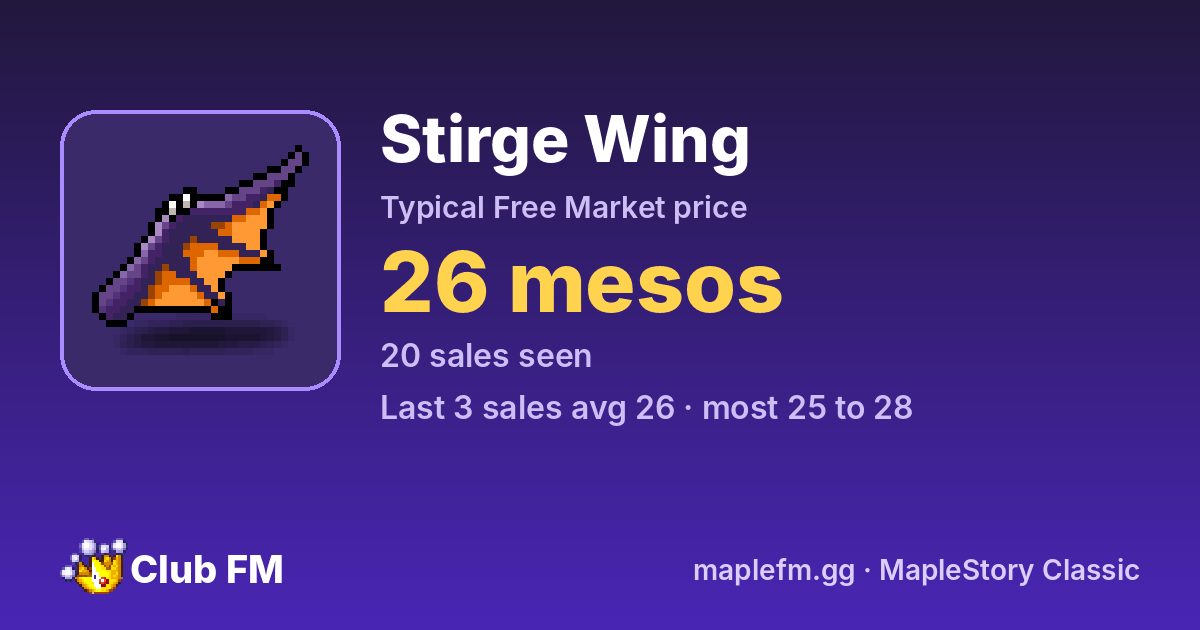 Stirge Wing
Typical Free Market price
26 mesos
20 sales seen
Last 3 sales avg 26 · most 25 to 28
Club FM
maplefm.gg · MapleStory Classic